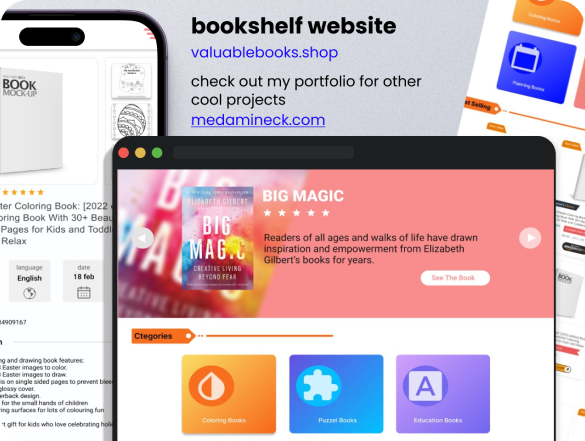 bookshelf website
valuablebooks.shop
check out my portfolio for other
cool projects
medamineck.com
BOOK
MOCK-UP
ter Coloring Book: [2022
oring Book With 30+ Beau
Pages for Kids and Toddl
Relax
language
English
date
18 feb
4909167
ng and drawing book features:
l Easter images to color.
l Easter images to draw.
is on single sided pages to prevent blee
glossy cover.
erback design.
for the small hands of children
ring surfaces for lots of colouring fun
t gift for kids who love celebrating holi
Coloring Books
st Selling
BIG MAGIC
Readers of all ages and walks of life have drawn
inspiration and empowerment from Elizabeth
Gilbert's books for years.
See The Book
ELIZABETH GILBERT
BIG
MAGIC
CREATIVE LIVING
BEYOND FEAR
Ctegories
Coloring Books
Puzzel Books
A
Education Books